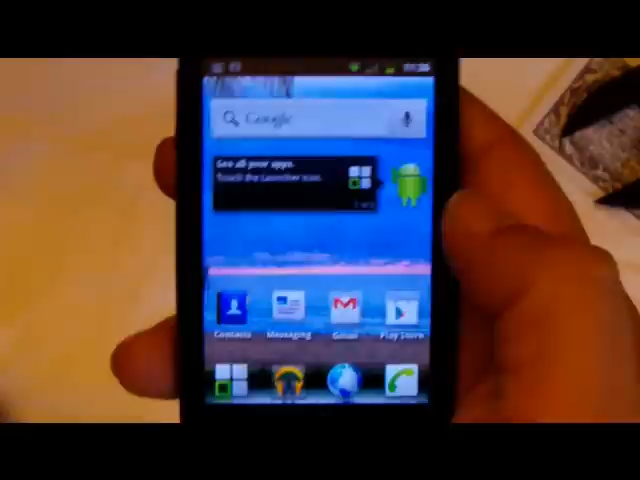 Google
See all your apps.
Touch the Launcher icon.
Contacts
Messaging
Gmail
Play Store